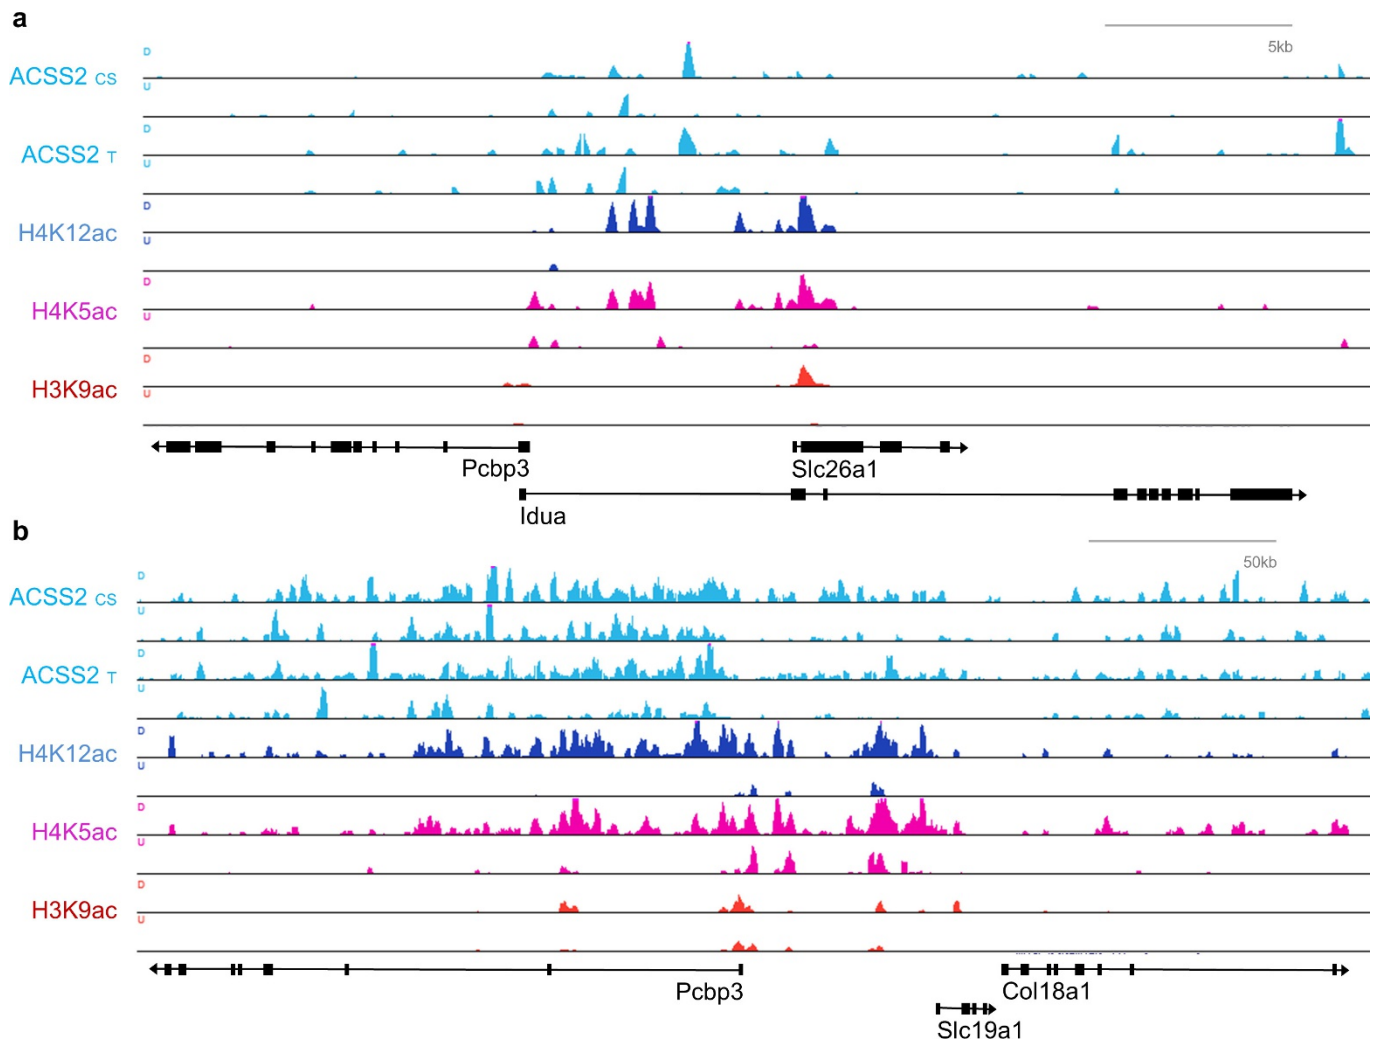 a
5kb
D
ACSS2 CS
U
D
ACSS2 T
U
D
H4K12ac
U
D
H4K5ac
U
D
H3K9ac
U
Pcbp3
Slc26a1
Idua
b
50kb
D
ACSS2 CS
U
D
ACSS2 T
U
D
H4K12ac
U
D
H4K5ac
U
D
H3K9ac
U
Pcbp3
Col18a1
Slc19a1